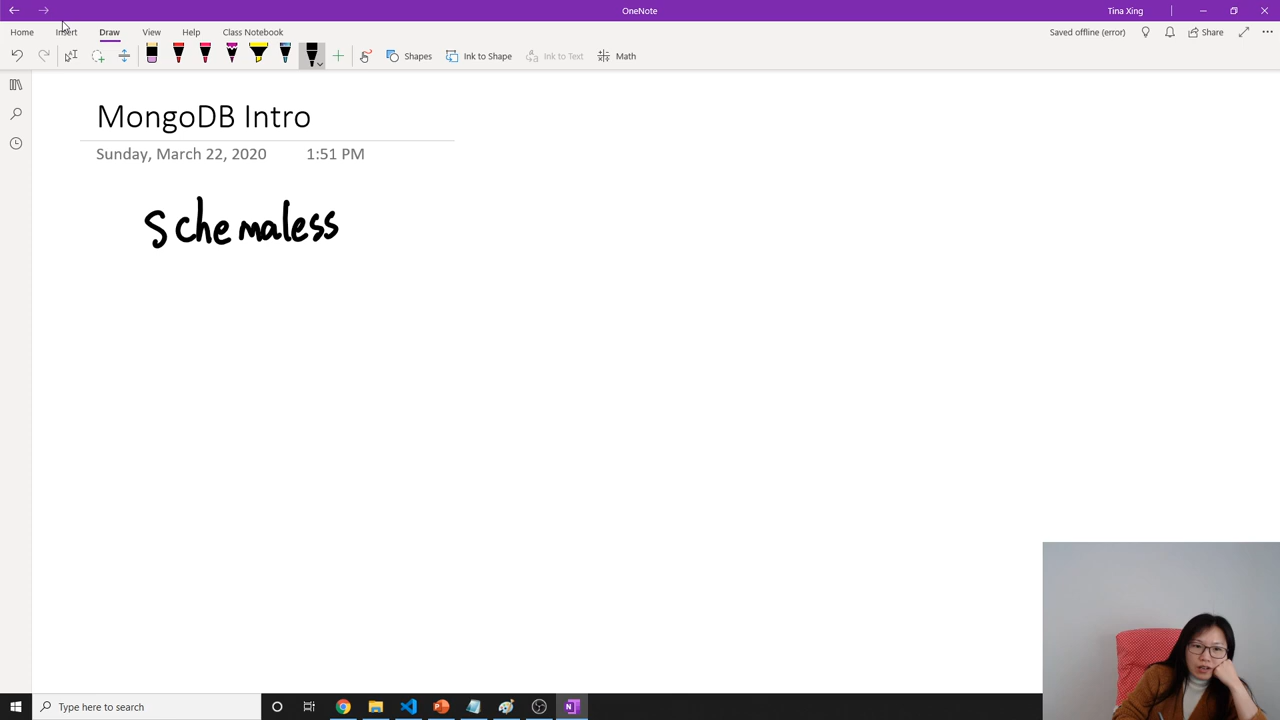 OneNote
Tina Xing
Home Insert Draw View Help Class Notebook
Saved offline (error) Share
Shapes Ink to Shape Ink to Text Math
MongoDB Intro
Sunday, March 22, 2020 1:51 PM
Schemaless
Type here to search